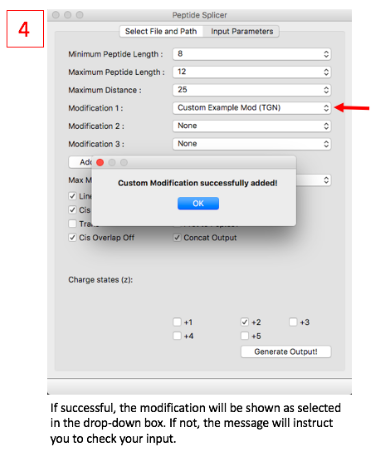 4
Peptide Splicer
Select File and Path Input Parameters
Minimum Peptide Length : 8
Maximum Peptide Length : 12
Maximum Distance : 25
Modification 1 : Custom Example Mod (TGN)
Modification 2 : None
Modification 3 : None
Custom Modification successfully added!
Max
OK
Cis Overlap Off Concat Output
Charge states (z):
+1 +2 +3
+4 +5
Generate Output!
If successful, the modification will be shown as selected
in the drop-down box. If not, the message will instruct
you to check your input.